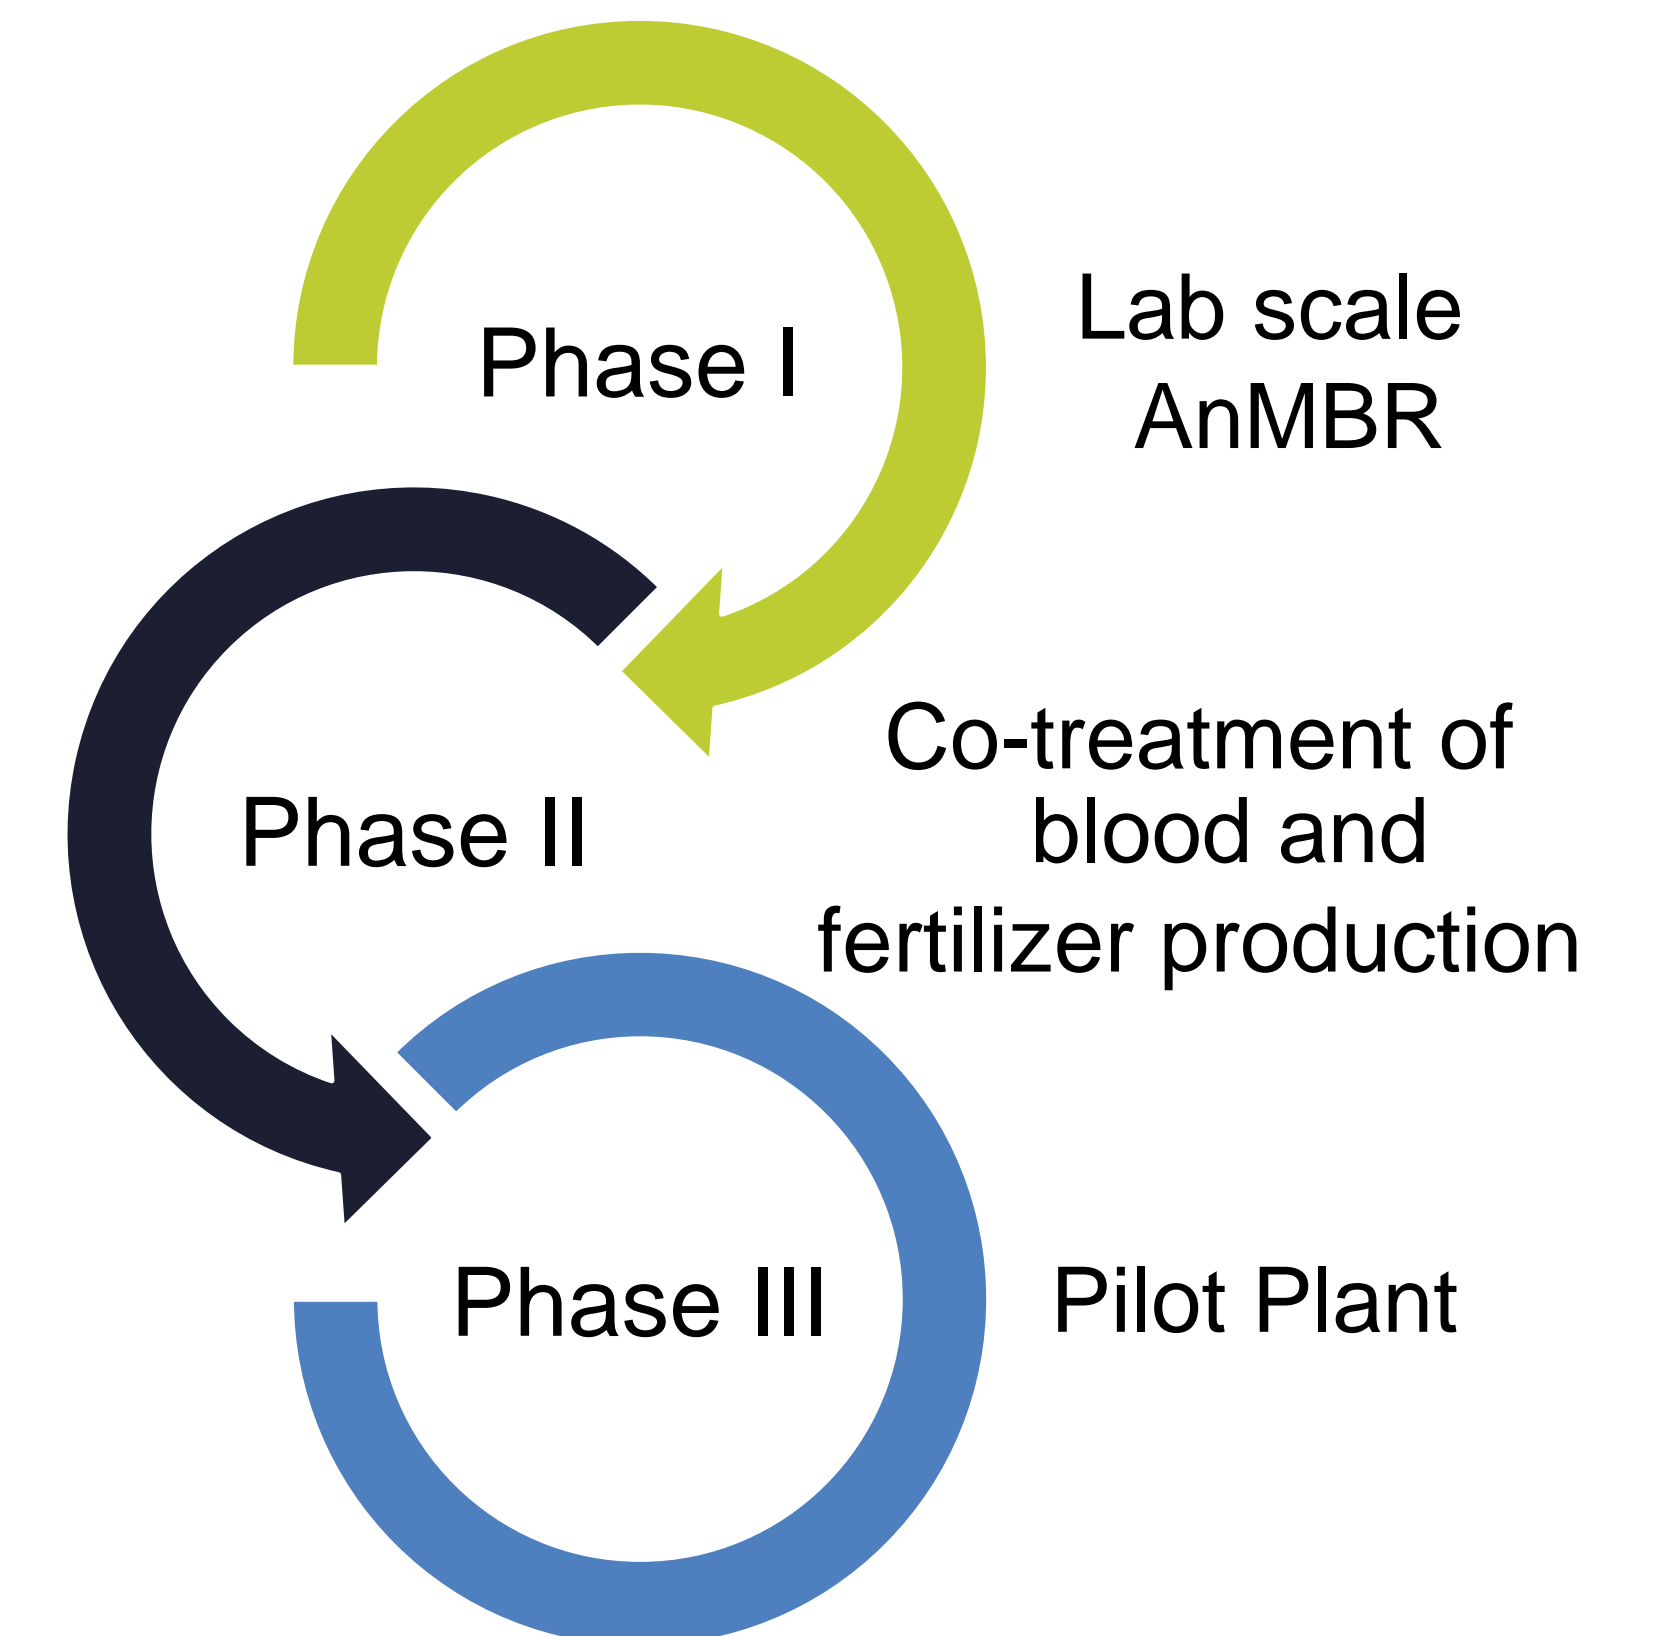 Phase I
Lab scale
AnMBR
Phase II
Co-treatment of
blood and
fertilizer production
Phase III
Pilot Plant